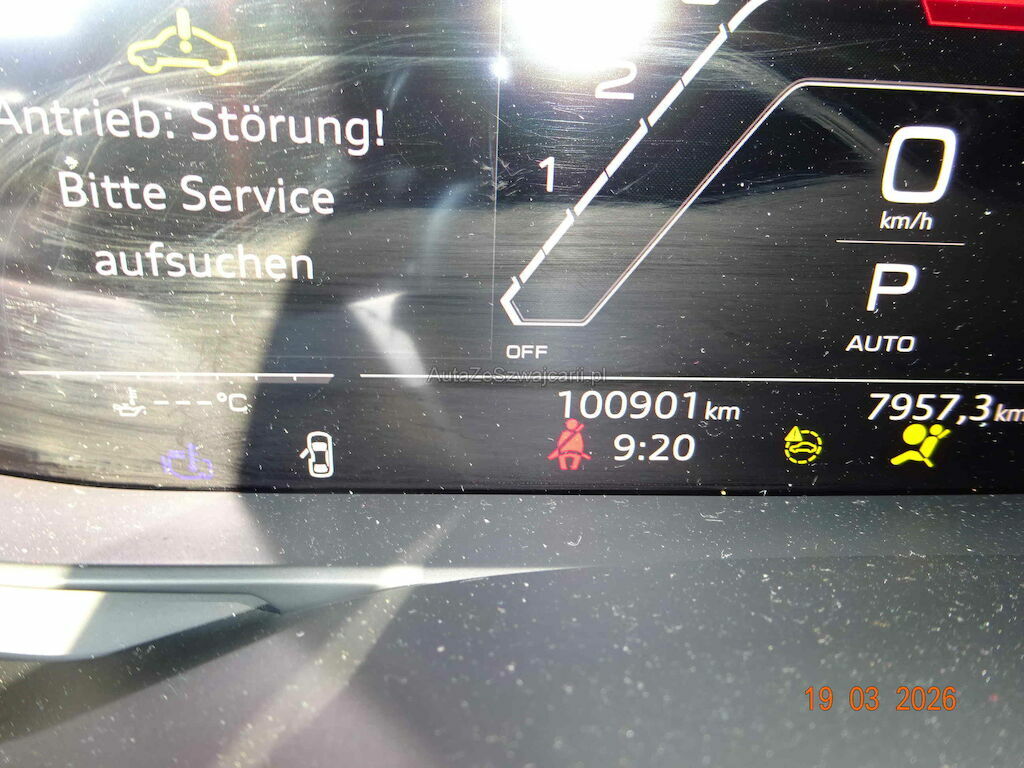 Antrieb: Störung!
Bitte Service
aufsuchen
2
1
0
km/h
P
AUTO
OFF
AutaZeSzwajcarii.pl
---°C
100901 km
7957,3 km
9:20
19 03 2026